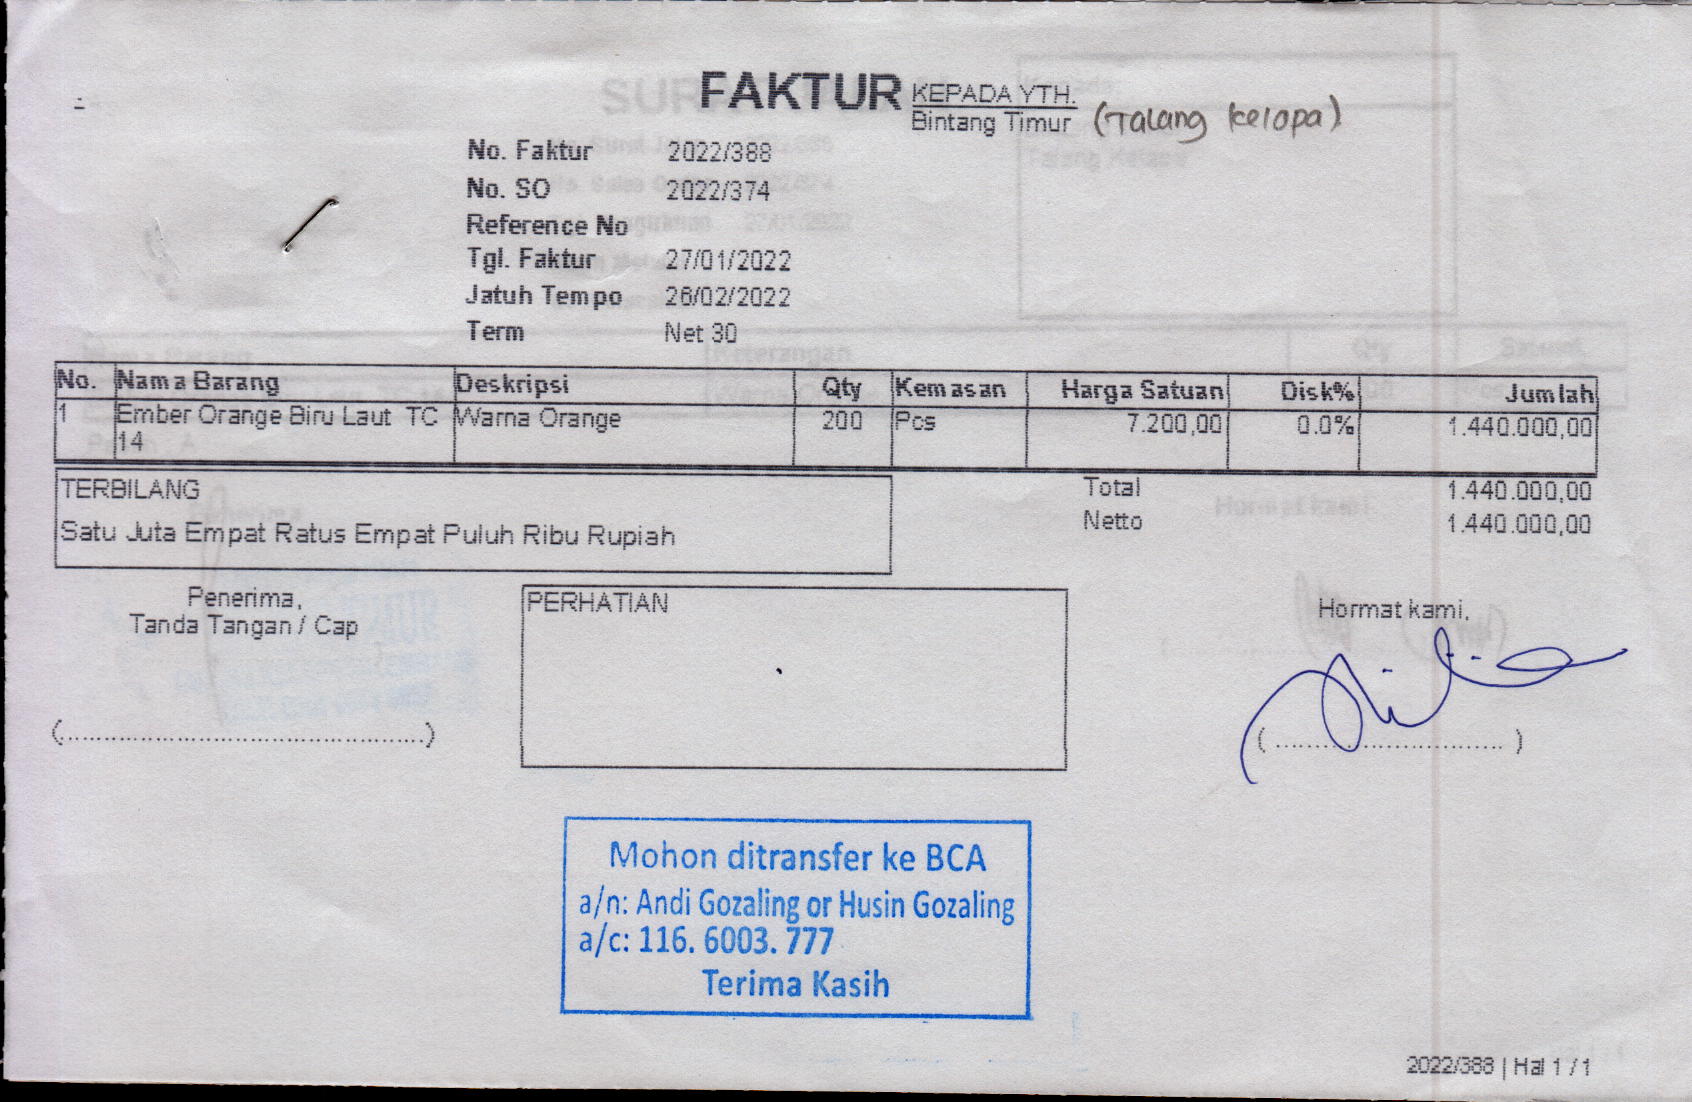 FAKTUR
KEPADA YTH.
Bintang Timur (Talang Kelapa)
No. Faktur 2022/388
No. SO 2022/374
Reference No
Tgl. Faktur 27/01/2022
Jatuh Tempo 26/02/2022
Term Net 30
No. Nama Barang Deskripsi Qty Kemasan Harga Satuan Disk% Jumlah
1 Ember Orange Biru Laut TC Warna Orange 200 Pcs 7.200,00 0.0% 1.440.000,00
14
TERBILANG Total 1.440.000,00
Satu Juta Empat Ratus Empat Puluh Ribu Rupiah Netto 1.440.000,00
Penerima, PERHATIAN Hormat kami,
Tanda Tangan / Cap
(..............................................) ( ................................ )
Mohon ditransfer ke BCA
a/n: Andi Gozaling or Husin Gozaling
a/c: 116. 6003. 777
Terima Kasih
2022/388 | Hal 1 / 1